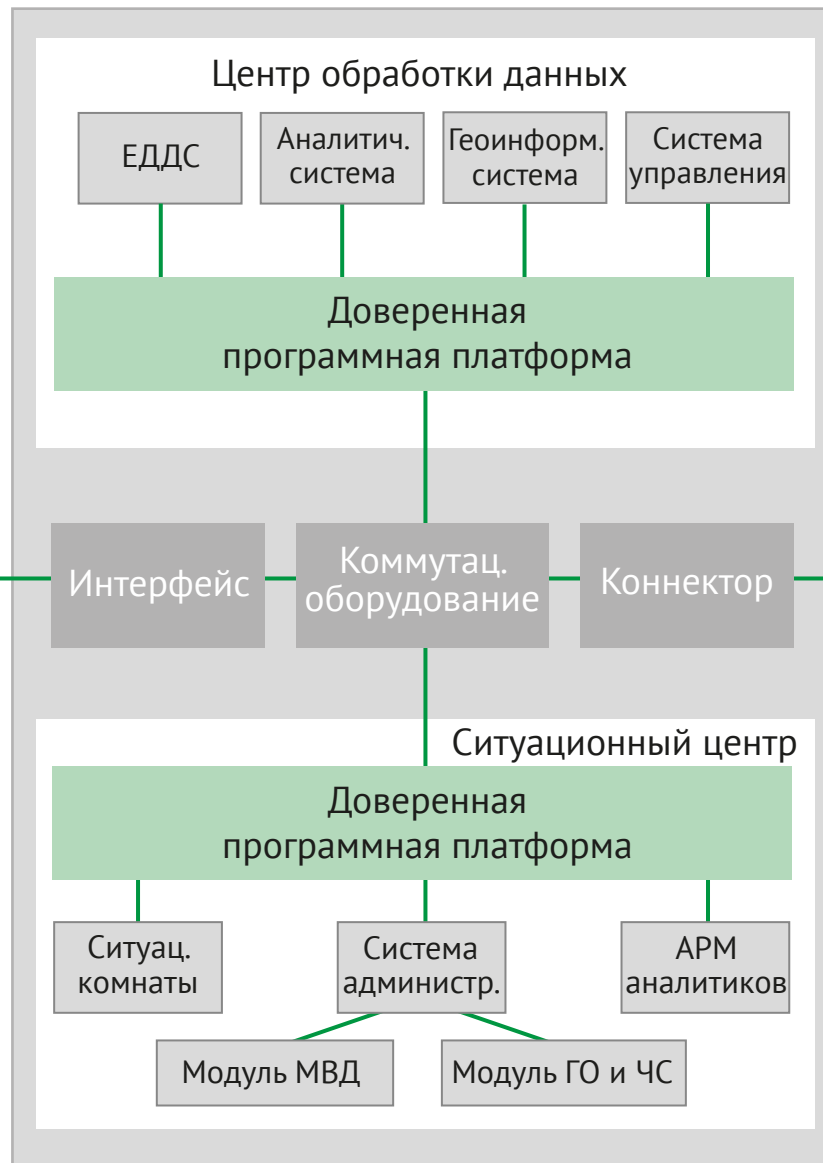 Центр обработки данных
ЕДДС
Аналитич.
система
Геоинформ.
система
Система
управления
Доверенная
программная платформа
Интерфейс
Коммутац.
оборудование
Коннектор
Ситуационный центр
Доверенная
программная платформа
Ситуац.
комнаты
Система
администр.
АРМ
аналитиков
Модуль МВД
Модуль ГО и ЧС